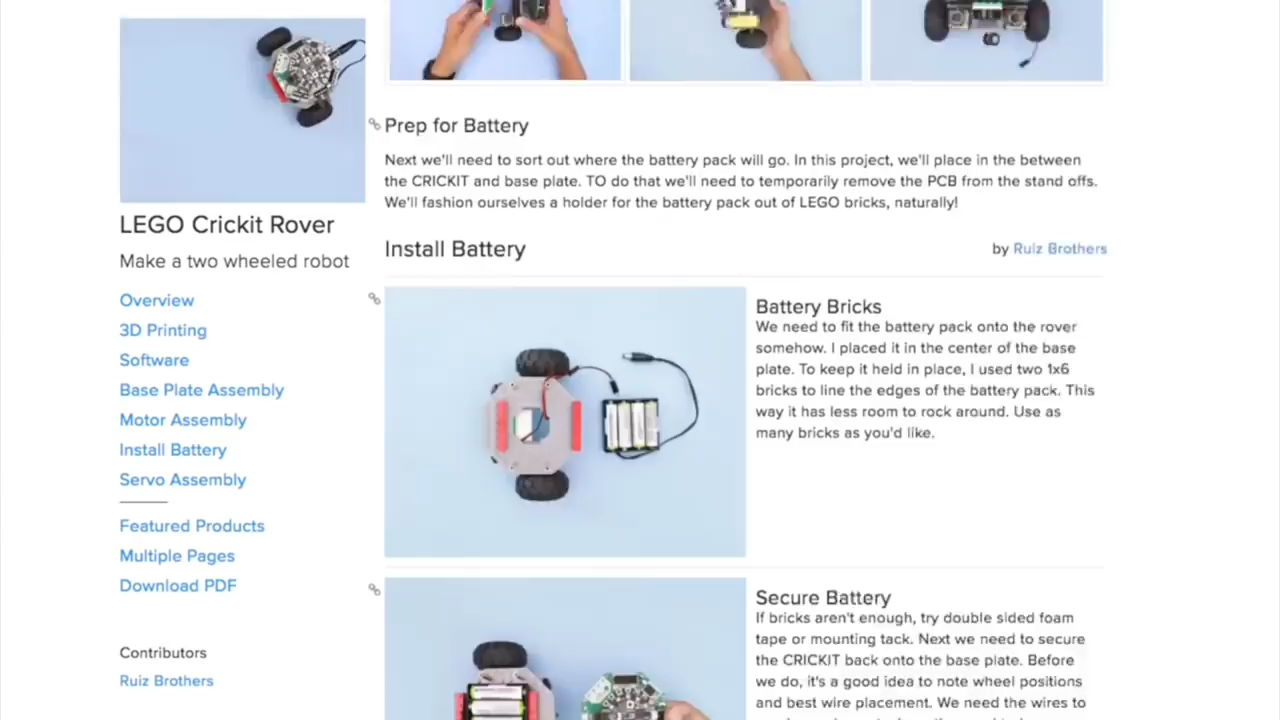 LEGO Crickit Rover
Make a two wheeled robot
Overview
3D Printing
Software
Base Plate Assembly
Motor Assembly
Install Battery
Servo Assembly
Featured Products
Multiple Pages
Download PDF
Contributors
Ruiz Brothers
Prep for Battery
Next we'll need to sort out where the battery pack will go. In this project, we'll place in the between
the CRICKIT and base plate. TO do that we'll need to temporarily remove the PCB from the stand offs.
We'll fashion ourselves a holder for the battery pack out of LEGO bricks, naturally!
Install Battery
by Ruiz Brothers
Battery Bricks
We need to fit the battery pack onto the rover
somehow. I placed it in the center of the base
plate. To keep it held in place, I used two 1x6
bricks to line the edges of the battery pack. This
way it has less room to rock around. Use as
many bricks as you'd like.
Secure Battery
If bricks aren't enough, try double sided foam
tape or mounting tack. Next we need to secure
the CRICKIT back onto the base plate. Before
we do, it's a good idea to note wheel positions
and best wire placement. We need the wires to